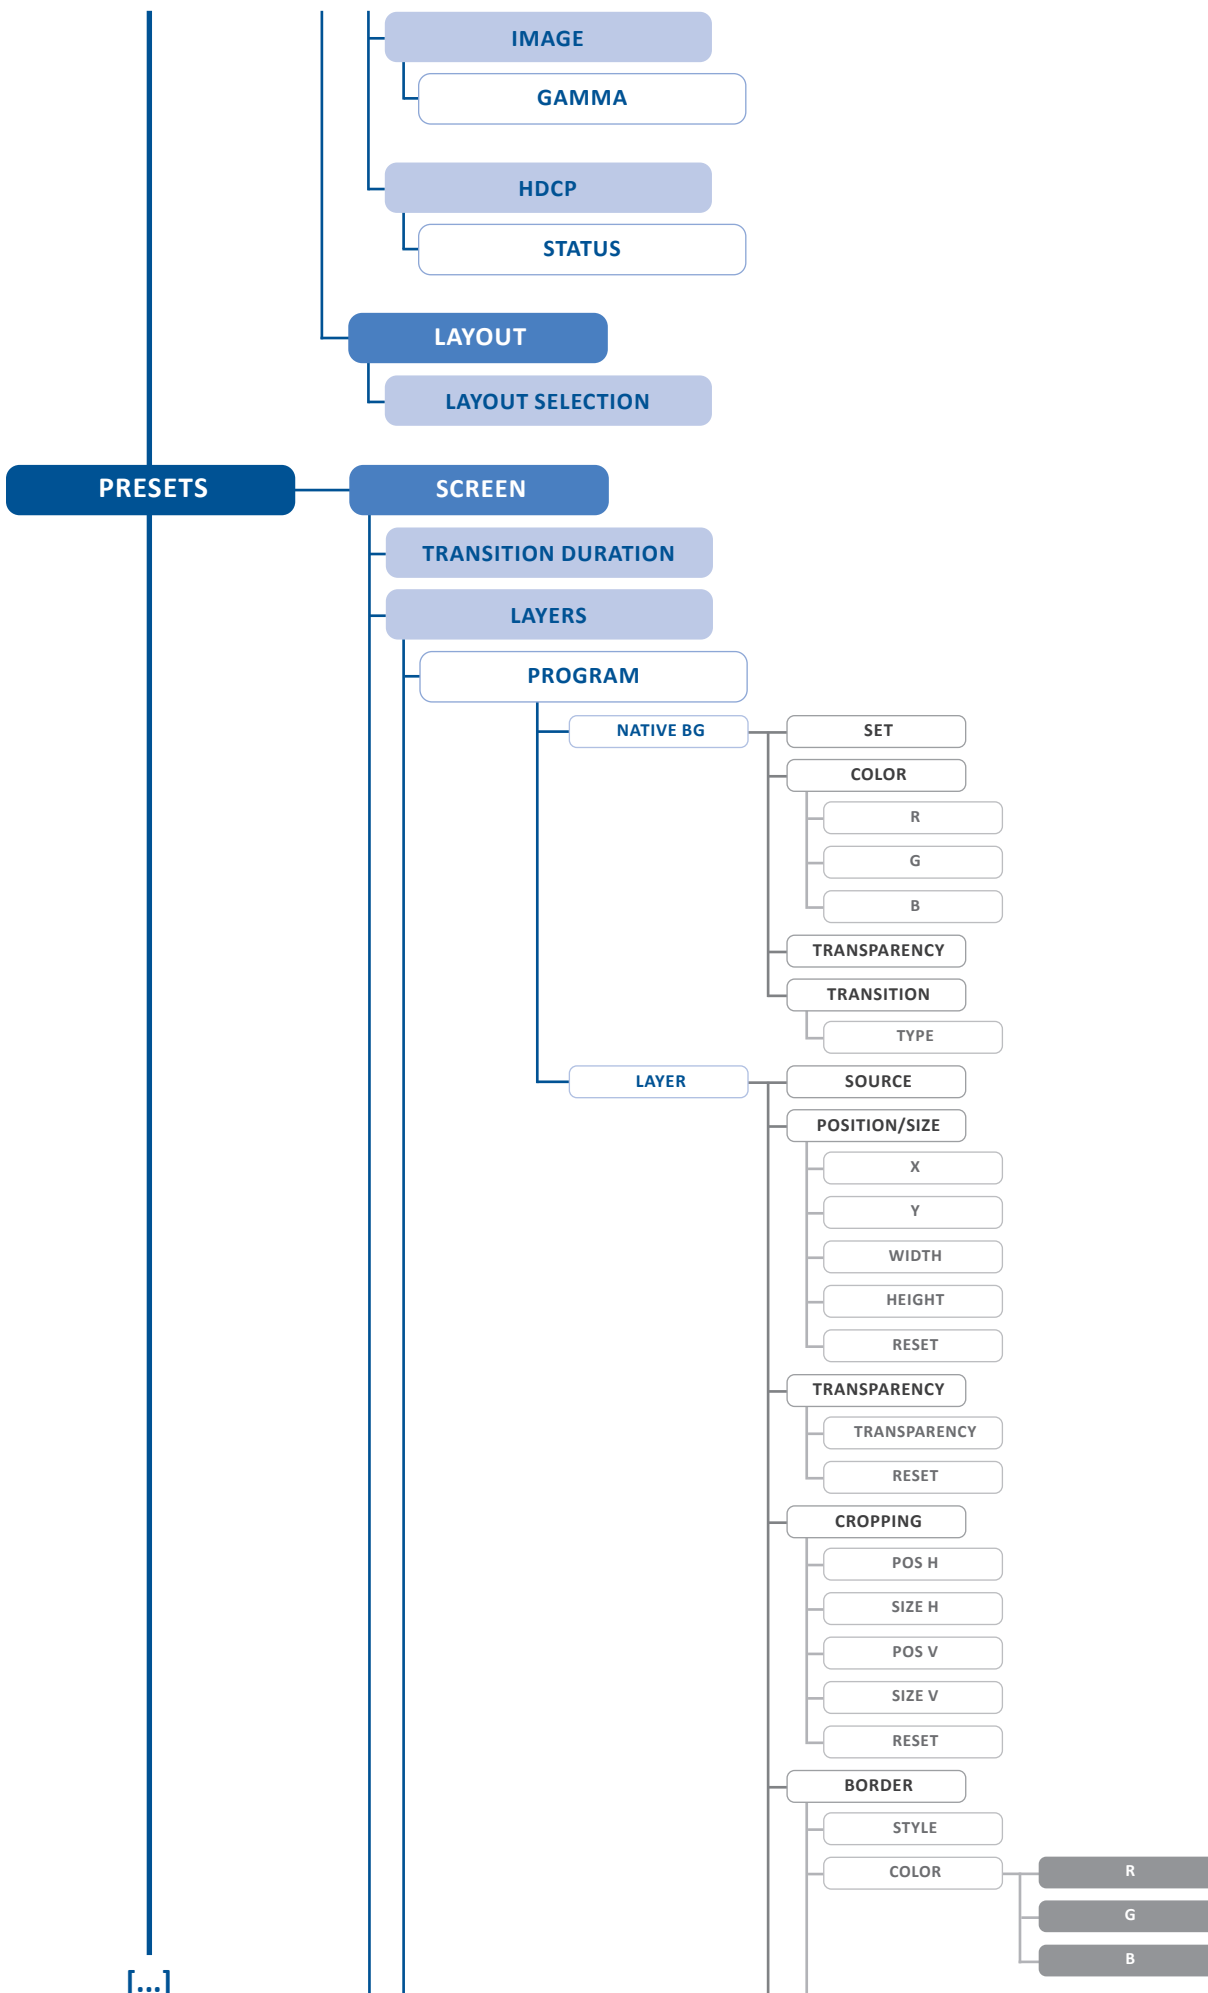 IMAGE
GAMMA
HDCP
STATUS
LAYOUT
LAYOUT SELECTION
PRESETS
SCREEN
TRANSITION DURATION
LAYERS
PROGRAM
NATIVE BG
SET
COLOR
R
G
B
TRANSPARENCY
TRANSITION
TYPE
LAYER
SOURCE
POSITION/SIZE
X
Y
WIDTH
HEIGHT
RESET
TRANSPARENCY
TRANSPARENCY
RESET
CROPPING
POS H
SIZE H
POS V
SIZE V
RESET
BORDER
STYLE
COLOR
R
G
B
[...]